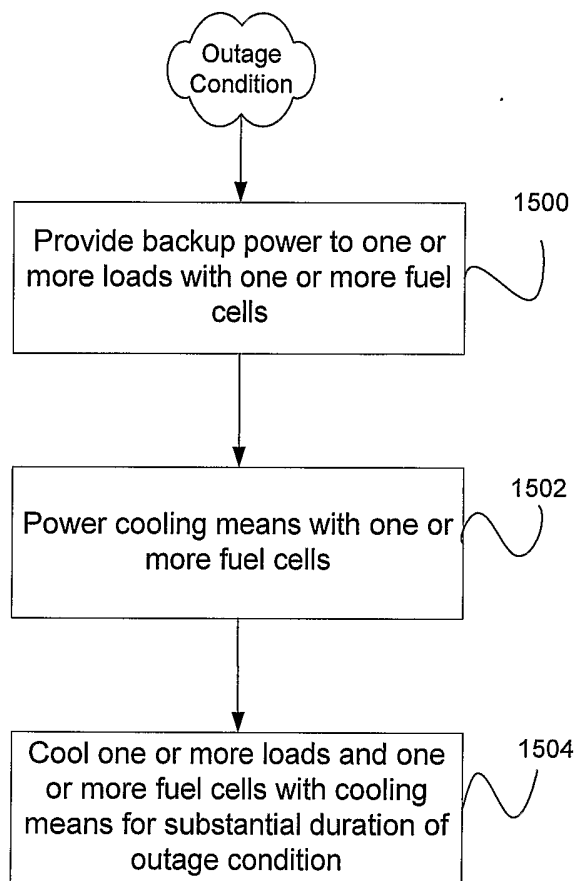 Outage
Condition
1500
Provide backup power to one or
more loads with one or more fuel
cells
1502
Power cooling means with one or
more fuel cells
1504
Cool one or more loads and one
or more fuel cells with cooling
means for substantial duration of
outage condition